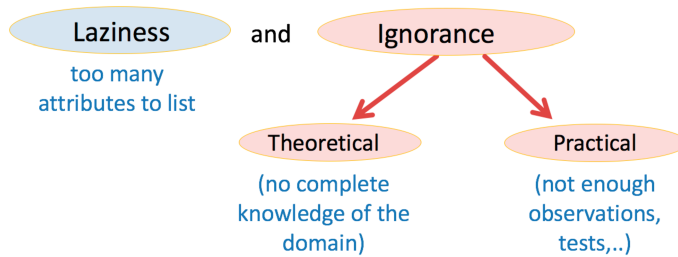 Laziness and Ignorance
too many
attributes to list
Theoretical
Practical
(no complete
knowledge of the
domain)
(not enough
observations,
tests,..)